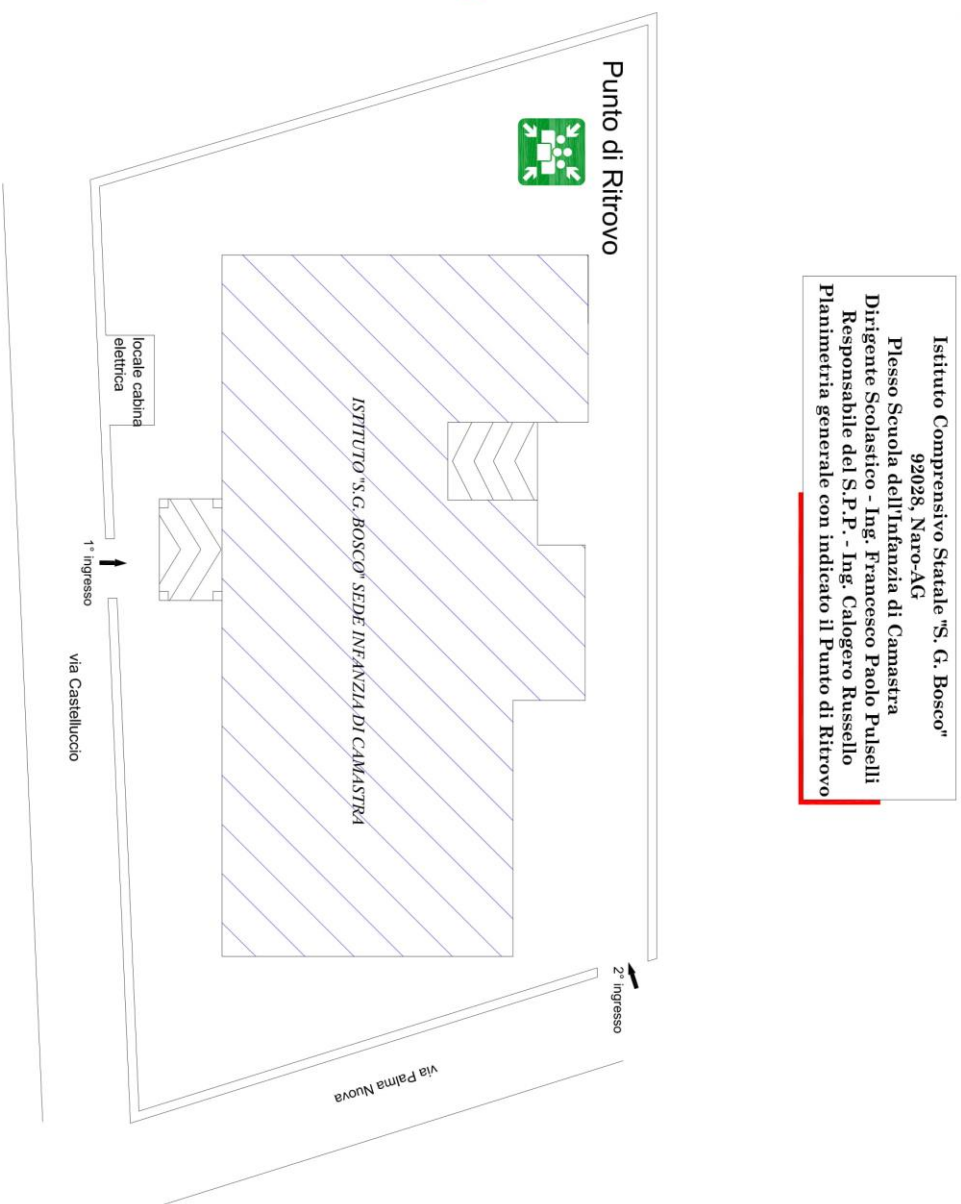 Istituto Comprensivo Statale "S. G. Bosco"
92028, Naro-AG
Plesso Scuola dell'Infanzia di Camastra
Dirigente Scolastico - Ing. Francesco Paolo Pulselli
Responsabile del S.P.P. - Ing. Calogero Russello
Planimetria generale con indicato il Punto di Ritrovo
Punto di Ritrovo
2° ingresso
ISTITUTO "S.G. BOSCO" SEDE INFANZIA DI CAMASTRA
via Palma Nuova
locale cabina
elettrica
1° ingresso
via Castelluccio